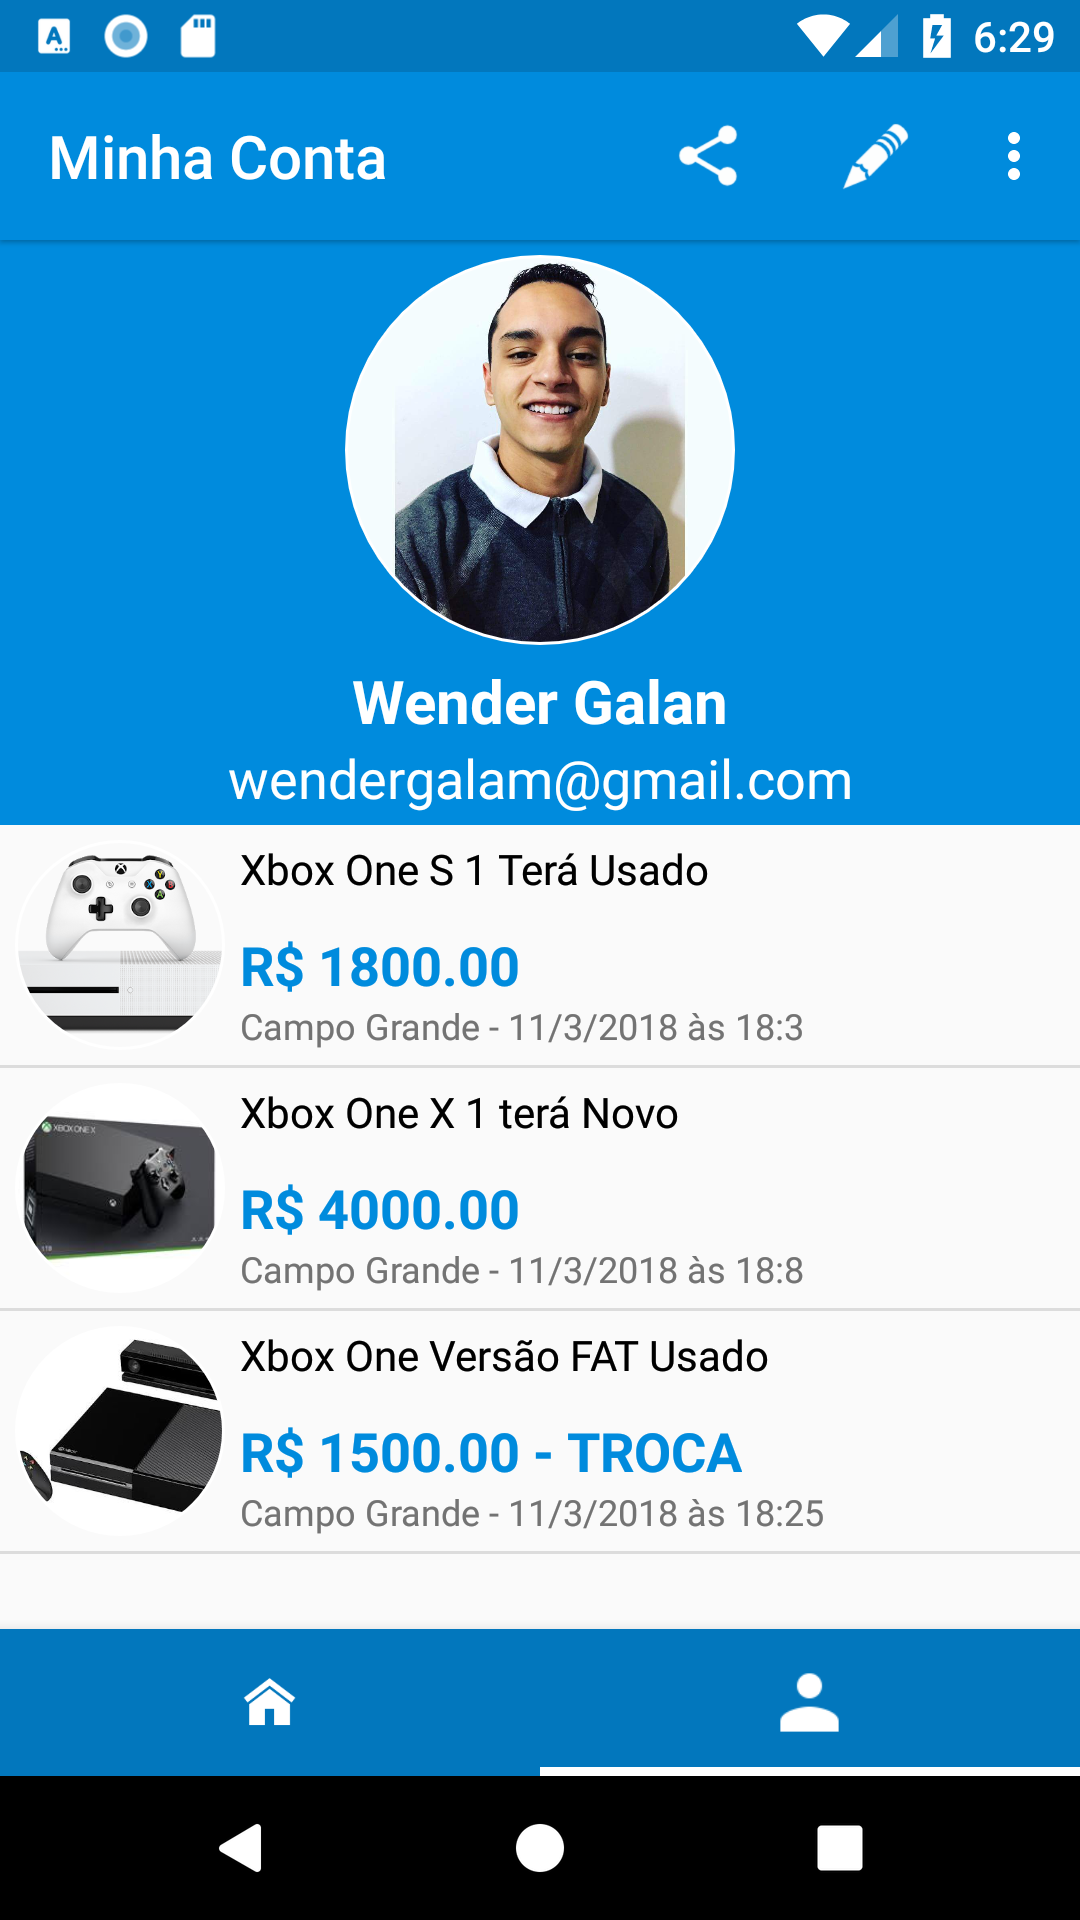 6:29
Minha Conta
Wender Galan
wendergalam@gmail.com
Xbox One S 1 Terá Usado
R$ 1800.00
Campo Grande - 11/3/2018 às 18:3
XBOX ONE X
Xbox One X 1 terá Novo
R$ 4000.00
Campo Grande - 11/3/2018 às 18:8
Xbox One Versão FAT Usado
R$ 1500.00 - TROCA
Campo Grande - 11/3/2018 às 18:25